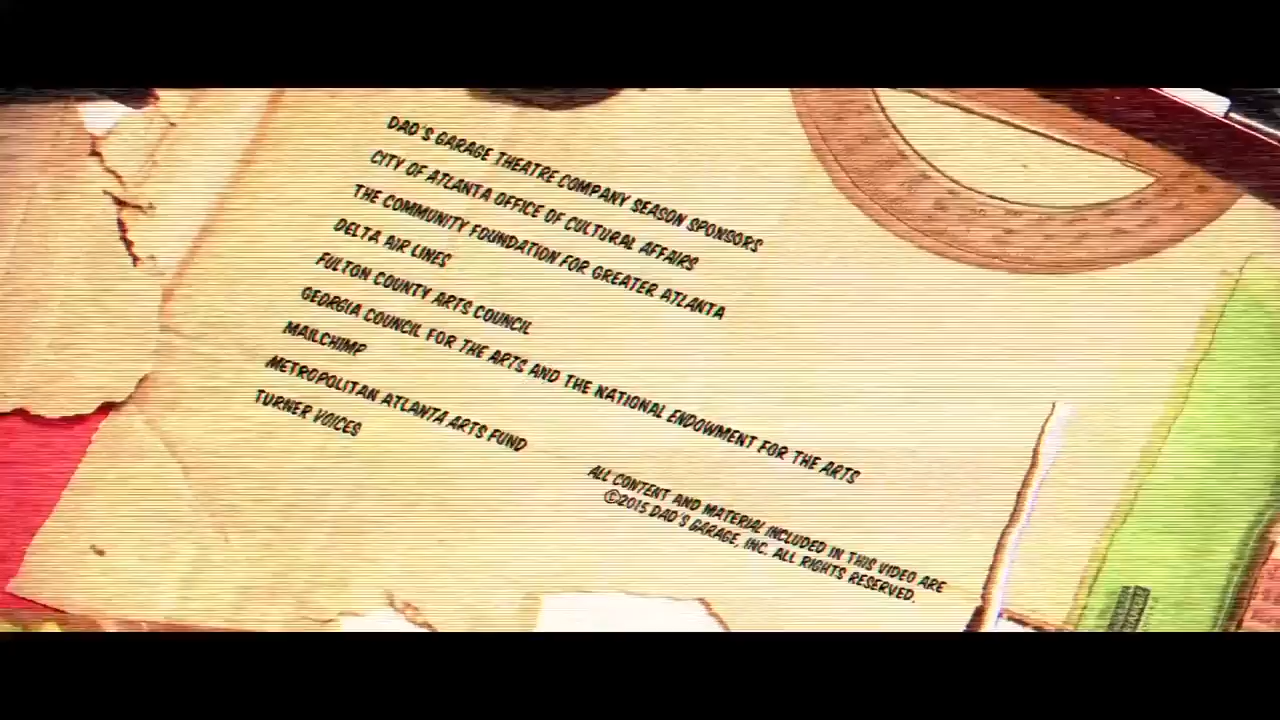 DAD'S GARAGE THEATRE COMPANY SEASON SPONSORS
CITY OF ATLANTA OFFICE OF CULTURAL AFFAIRS
THE COMMUNITY FOUNDATION FOR GREATER ATLANTA
DELTA AIR LINES
FULTON COUNTY ARTS COUNCIL
GEORGIA COUNCIL FOR THE ARTS AND THE NATIONAL ENDOWMENT FOR THE ARTS
MAILCHIMP
METROPOLITAN ATLANTA ARTS FUND
TURNER VOICES
ALL CONTENT AND MATERIAL INCLUDED IN THIS VIDEO ARE
©2015 DAD'S GARAGE, INC. ALL RIGHTS RESERVED.